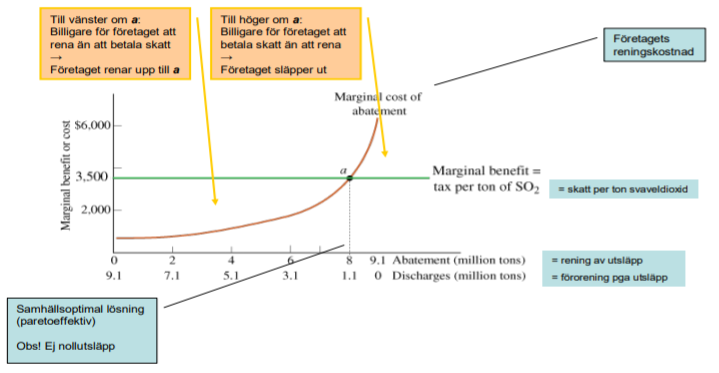 Till vänster om a:
Billigare för företaget att
rena än att betala skatt
→
Företaget renar upp till a
Till höger om a:
Billigare för företaget att
betala skatt än att rena
→
Företaget släpper ut
Företagets
reningskostnad
Marginal cost of
abatement
Marginal benefit or cost
$6,000
3,500
2,000
a
Marginal benefit =
tax per ton of SO2
= skatt per ton svaveldioxid
0 2 4 6 8 9.1 Abatement (million tons)
= rening av utsläpp
9.1 7.1 5.1 3.1 1.1 0 Discharges (million tons)
= förorening pga utsläpp
Samhällsoptimal lösning
(paretoeffektiv)
Obs! Ej nollutsläpp